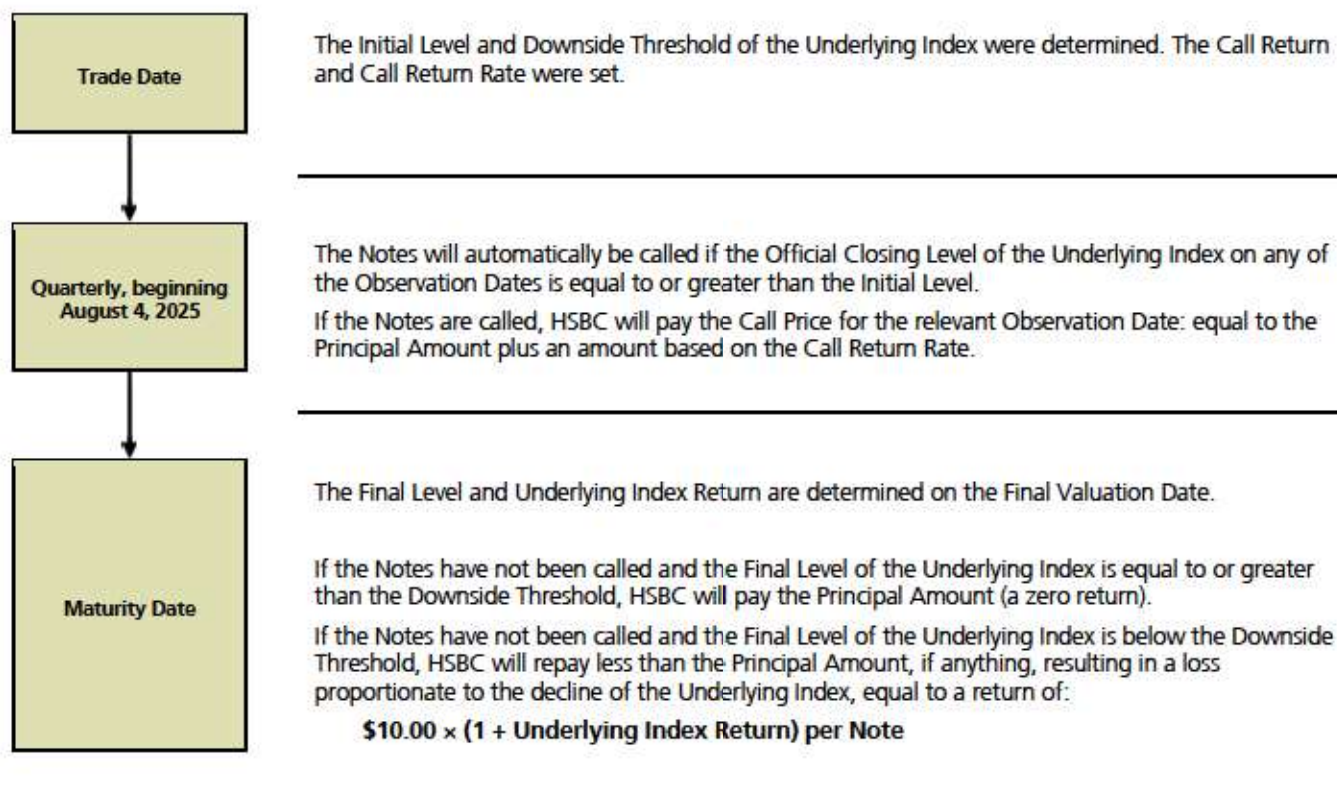 Trade Date
The Initial Level and Downside Threshold of the Underlying Index were determined. The Call Return
and Call Return Rate were set.
Quarterly, beginning
August 4, 2025
The Notes will automatically be called if the Official Closing Level of the Underlying Index on any of
the Observation Dates is equal to or greater than the Initial Level.
If the Notes are called, HSBC will pay the Call Price for the relevant Observation Date: equal to the
Principal Amount plus an amount based on the Call Return Rate.
Maturity Date
The Final Level and Underlying Index Return are determined on the Final Valuation Date.
If the Notes have not been called and the Final Level of the Underlying Index is equal to or greater
than the Downside Threshold, HSBC will pay the Principal Amount (a zero return).
If the Notes have not been called and the Final Level of the Underlying Index is below the Downside
Threshold, HSBC will repay less than the Principal Amount, if anything, resulting in a loss
proportionate to the decline of the Underlying Index, equal to a return of:
$10.00 × (1 + Underlying Index Return) per Note